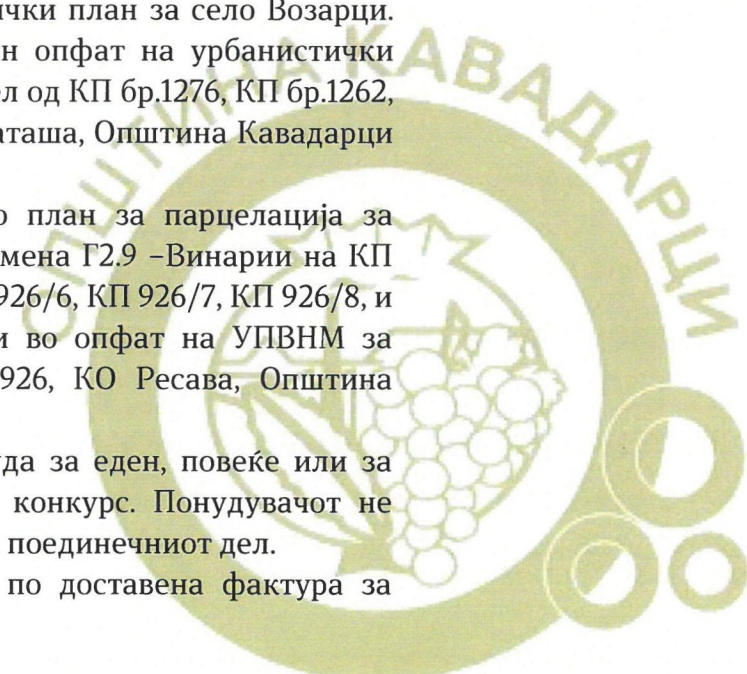 чки план за село Возарци.
н опфат на урбанистички
ел од КП бр.1276, КП бр.1262,
аташа, Општина Кавадарци
о план за парцелација за
мена Г2.9 –Винарии на КП
926/6, КП 926/7, КП 926/8, и
и во опфат на УПВНМ за
926, КО Ресава, Општина
да за еден, повеќе или за
конкурс. Понудувачот не
поединечниот дел.
по доставена фактура за
ОПШТИНА КАВАДАРЦИ